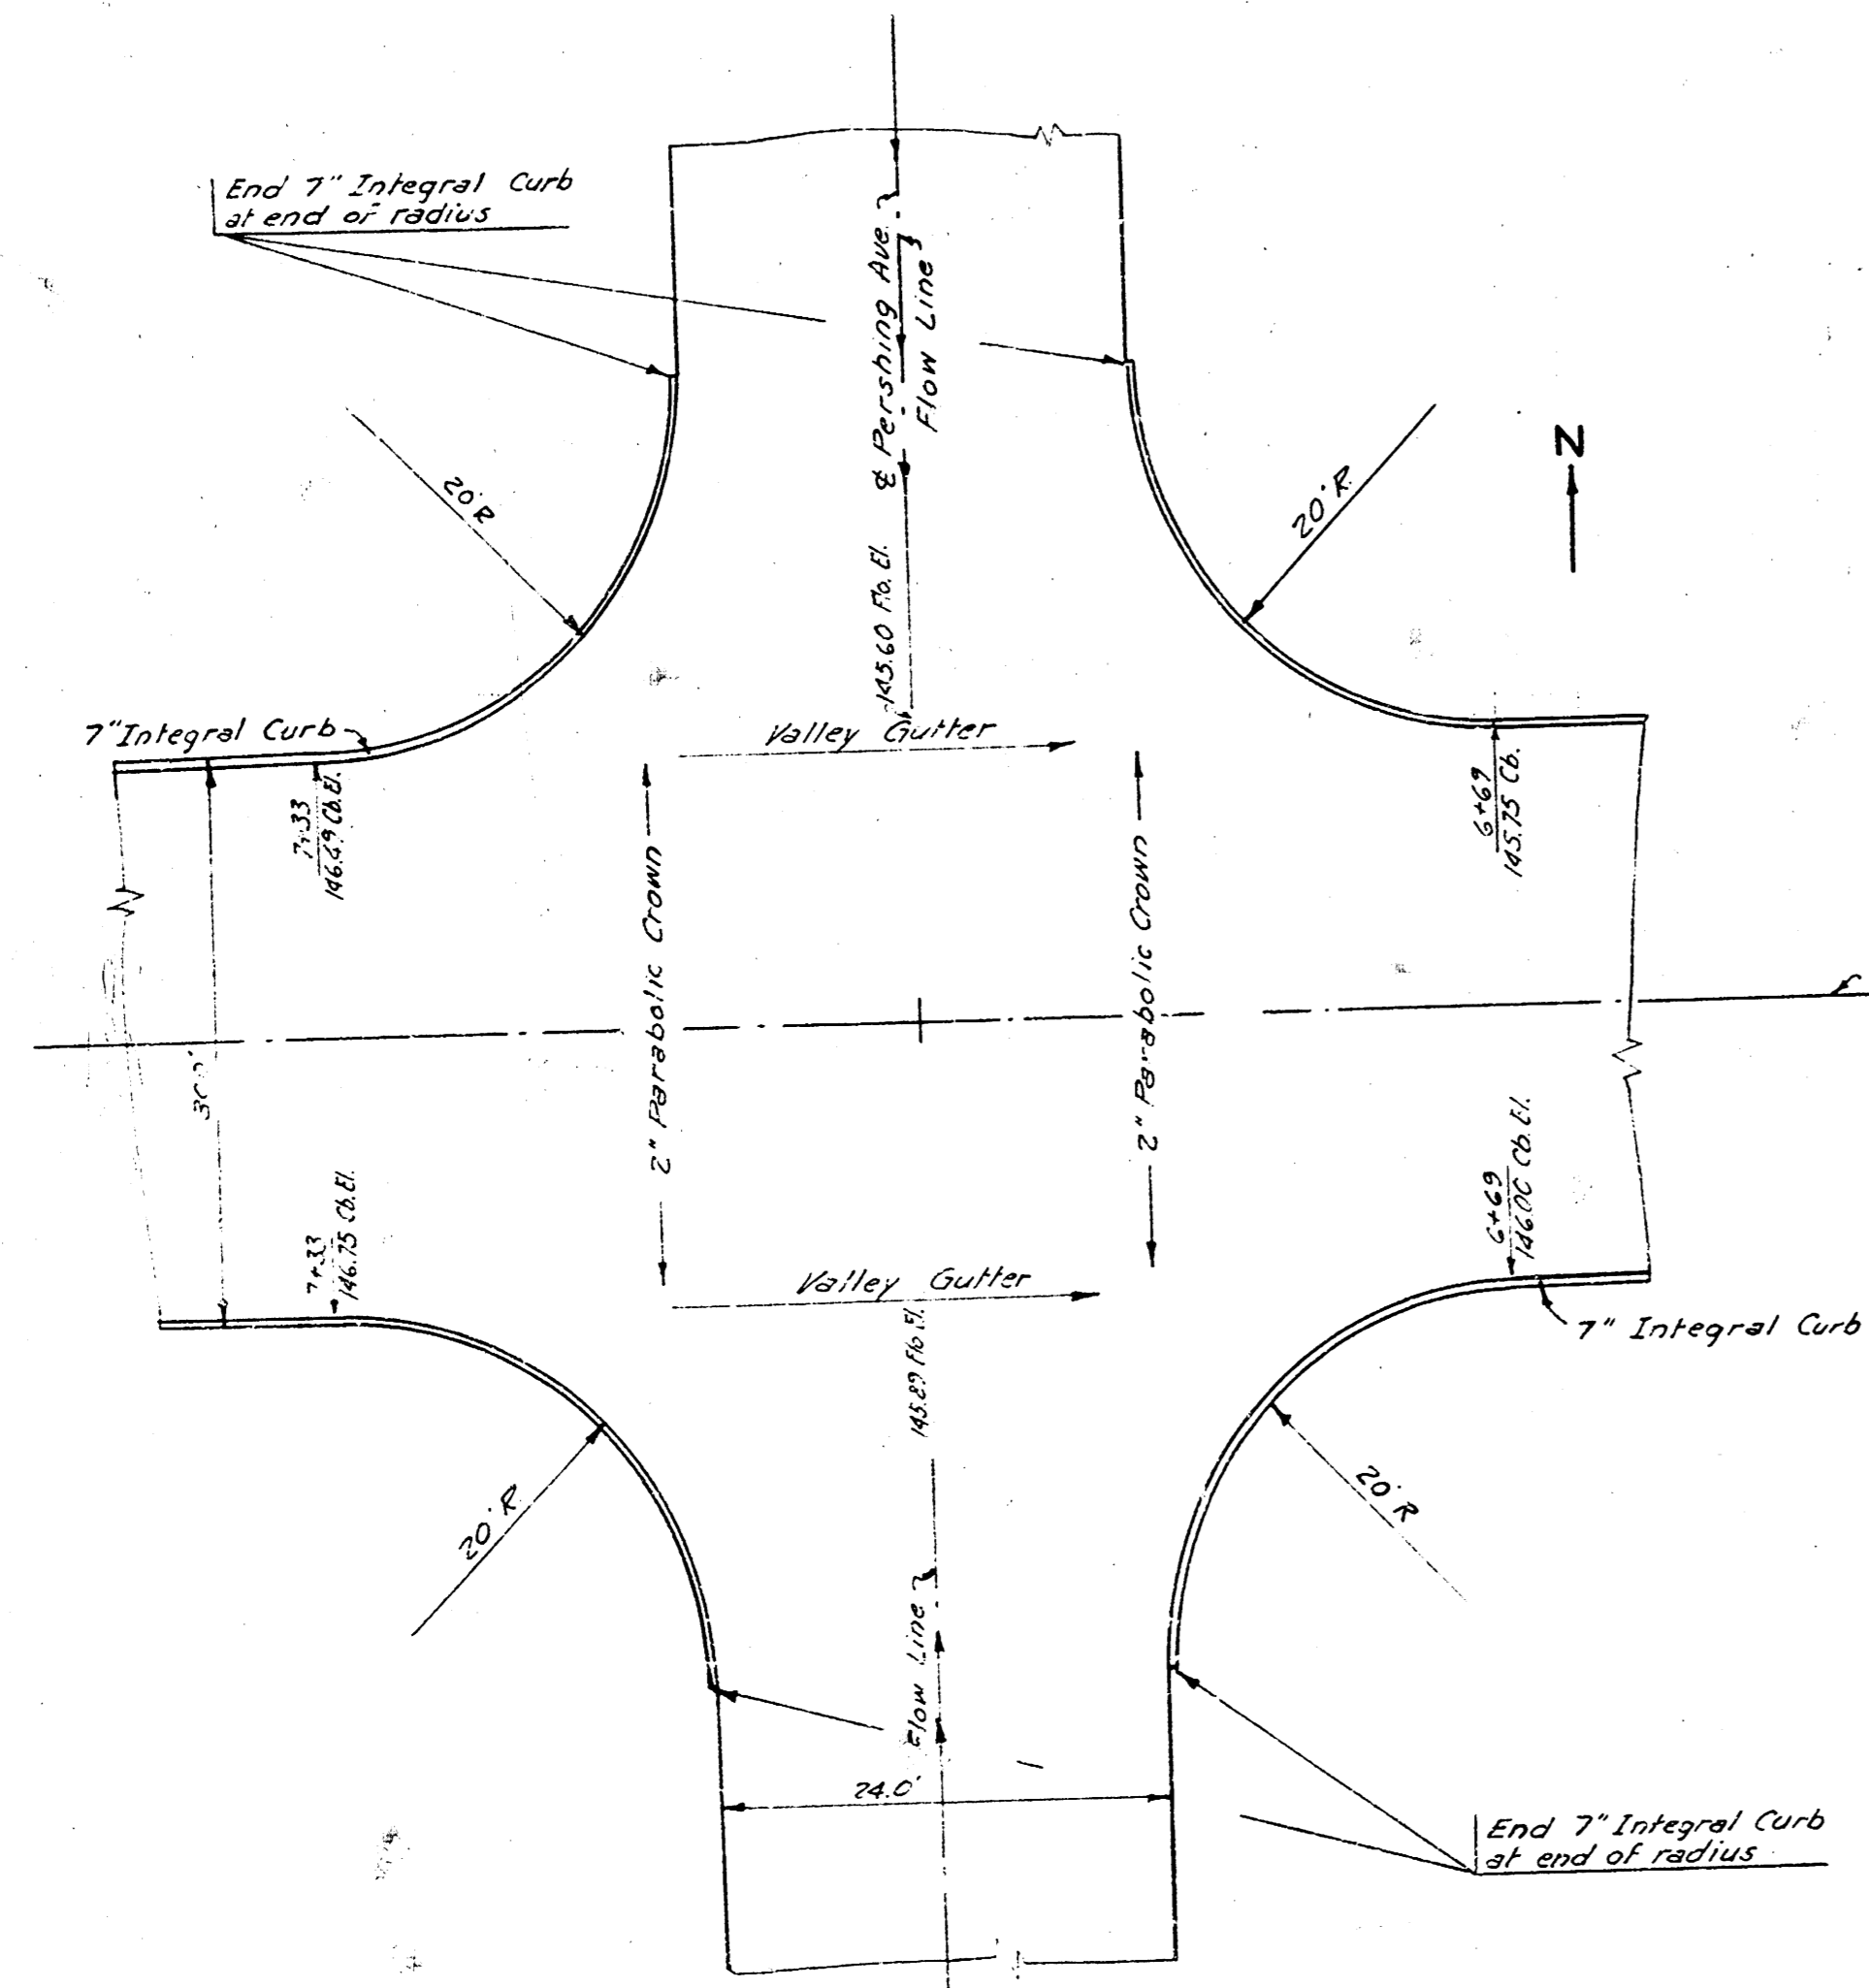 End 7" Integral Curb
at end of radius
℄ Pershing Ave.
Flow Line
145.60 Flo. El.
20' R
20' R.
N
7" Integral Curb
Valley Gutter
7+33
146.49 Cb. El.
6+69
145.75 Cb.
2" Parabolic Crown
2" Parabolic Crown
7+33
146.75 Cb. El.
6+69
146.00 Cb. El.
Valley Gutter
7" Integral Curb
Flo El.
20' R
20' R
Flow Line
24.0'
End 7" Integral Curb
at end of radius